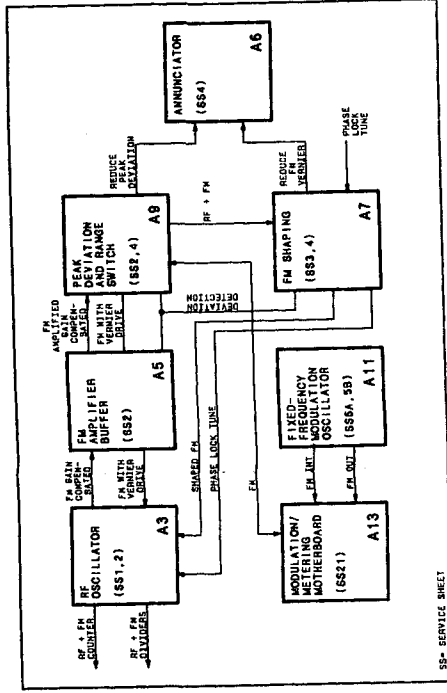 RF + FM
COUNTER
RF + FM
DIVIDERS
RF
OSCILLATOR
(SS1,2)
A3
FM GAIN
COMPEN-
SATED
FM WITH
VERNIER
DRIVE
FM
AMPLIFIER
BUFFER
(SS2)
A5
FM
AMPLIFIED
GAIN
COMPEN-
SATED
FM WITH
VERNIER
DRIVE
PEAK
DEVIATION
AND RANGE
SWITCH
(SS2,4)
A9
REDUCE
PEAK
DEVIATION
ANNUNCIATOR
(SS4)
A6
SHAPED FM
PHASE LOCK TUNE
DEVIATION
DETECTION
RF + FM
REDUCE
FM
VERNIER
FM
MODULATION/
METERING
MOTHERBOARD
(SS21)
A13
FM INT
FM OUT
FIXED-
FREQUENCY
MODULATION
OSCILLATOR
(SS5A, 5B)
A11
FM SHAPING
(SS3,4)
A7
PHASE
LOCK
TUNE
SS= SERVICE SHEET